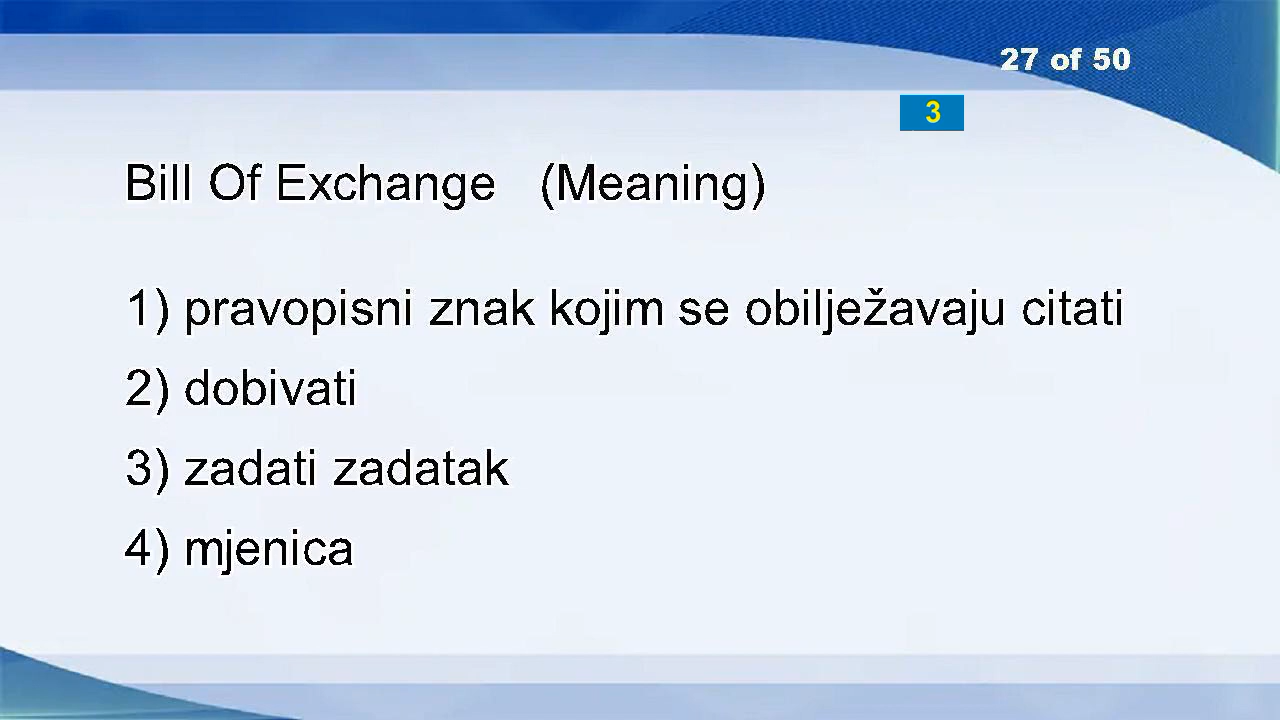 27 of 50
3
Bill Of Exchange (Meaning)
1) pravopisni znak kojim se obilježavaju citati
2) dobivati
3) zadati zadatak
4) mjenica